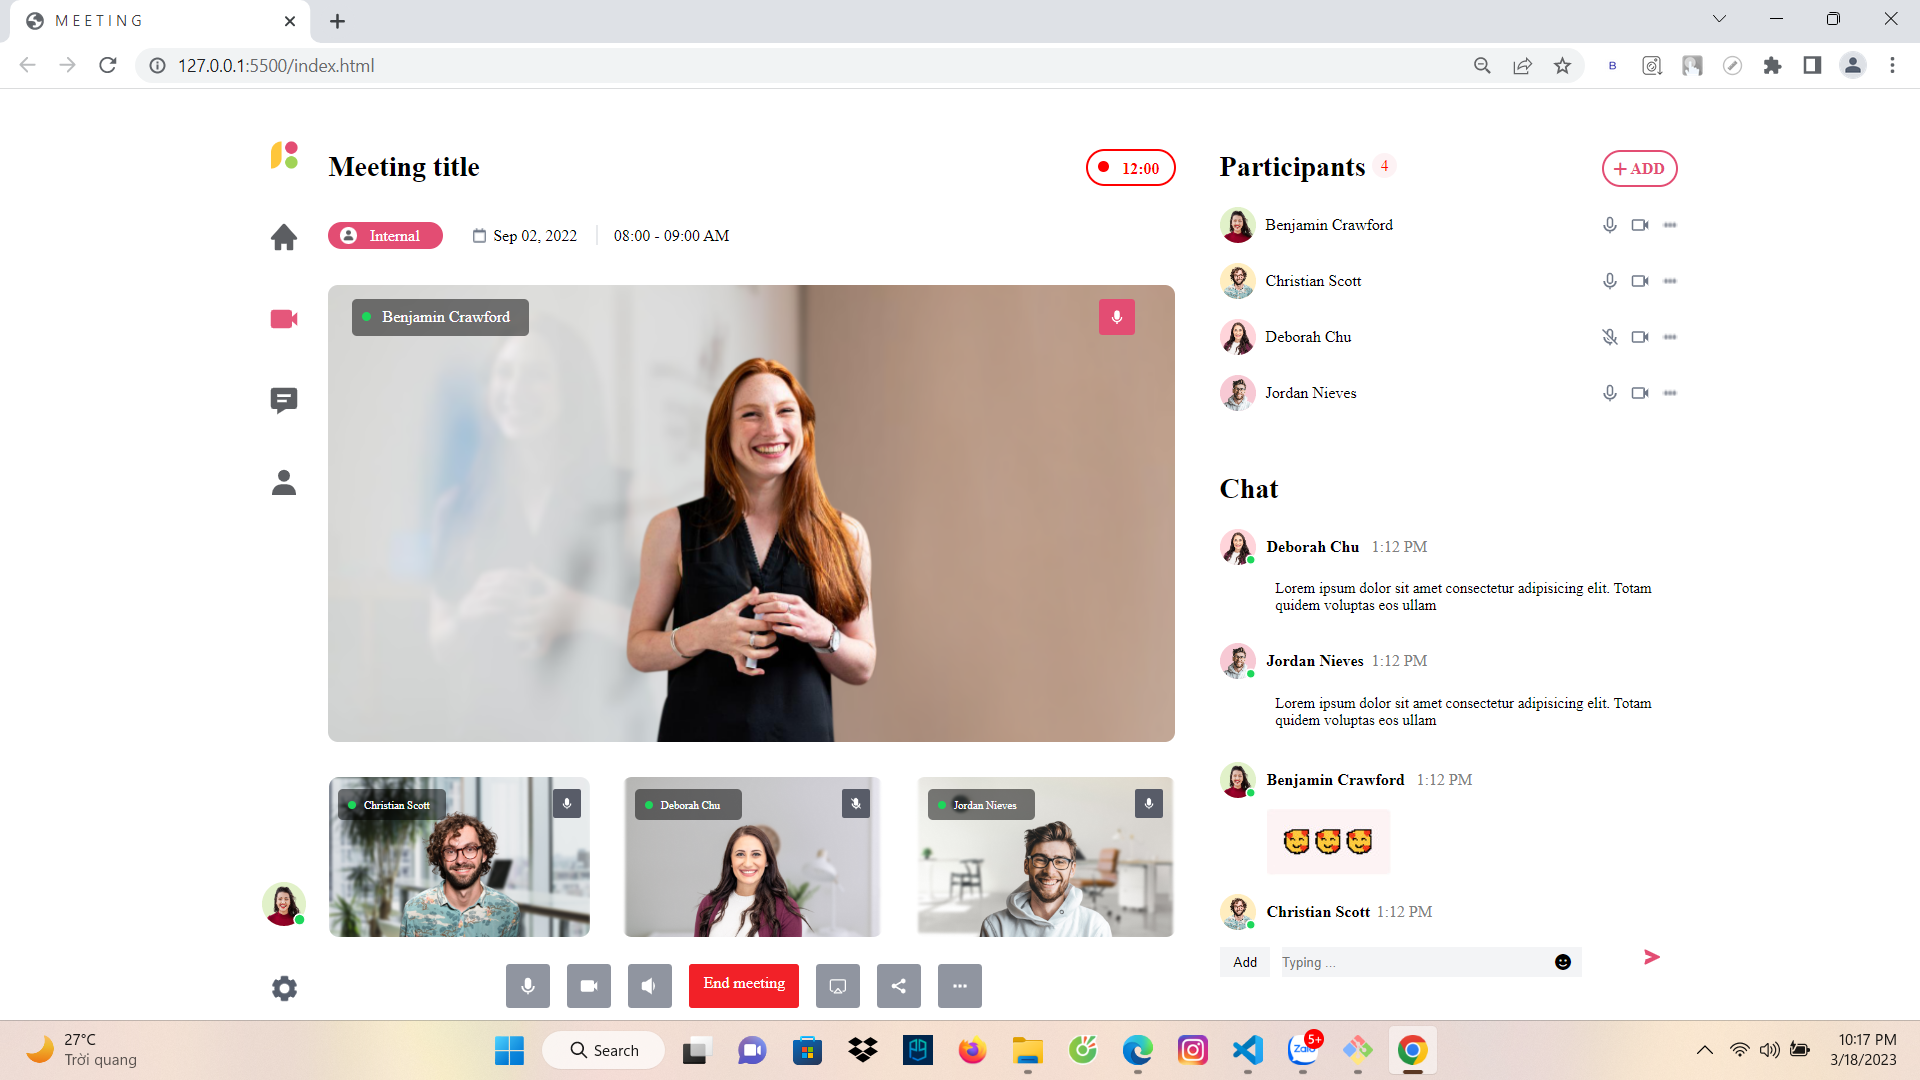 MEETING
127.0.0.1:5500/index.html
B
Meeting title
12:00
Internal
Sep 02, 2022
08:00 - 09:00 AM
Benjamin Crawford
Christian Scott
Deborah Chu
Jordan Nieves
End meeting
Participants 4
+ ADD
Benjamin Crawford
Christian Scott
Deborah Chu
Jordan Nieves
Chat
Deborah Chu 1:12 PM
Lorem ipsum dolor sit amet consectetur adipisicing elit. Totam
quidem voluptas eos ullam
Jordan Nieves 1:12 PM
Lorem ipsum dolor sit amet consectetur adipisicing elit. Totam
quidem voluptas eos ullam
Benjamin Crawford 1:12 PM
🥰🥰🥰
Christian Scott 1:12 PM
Add
Typing ...
27°C
Trời quang
Search
Zalo
5+
10:17 PM
3/18/2023